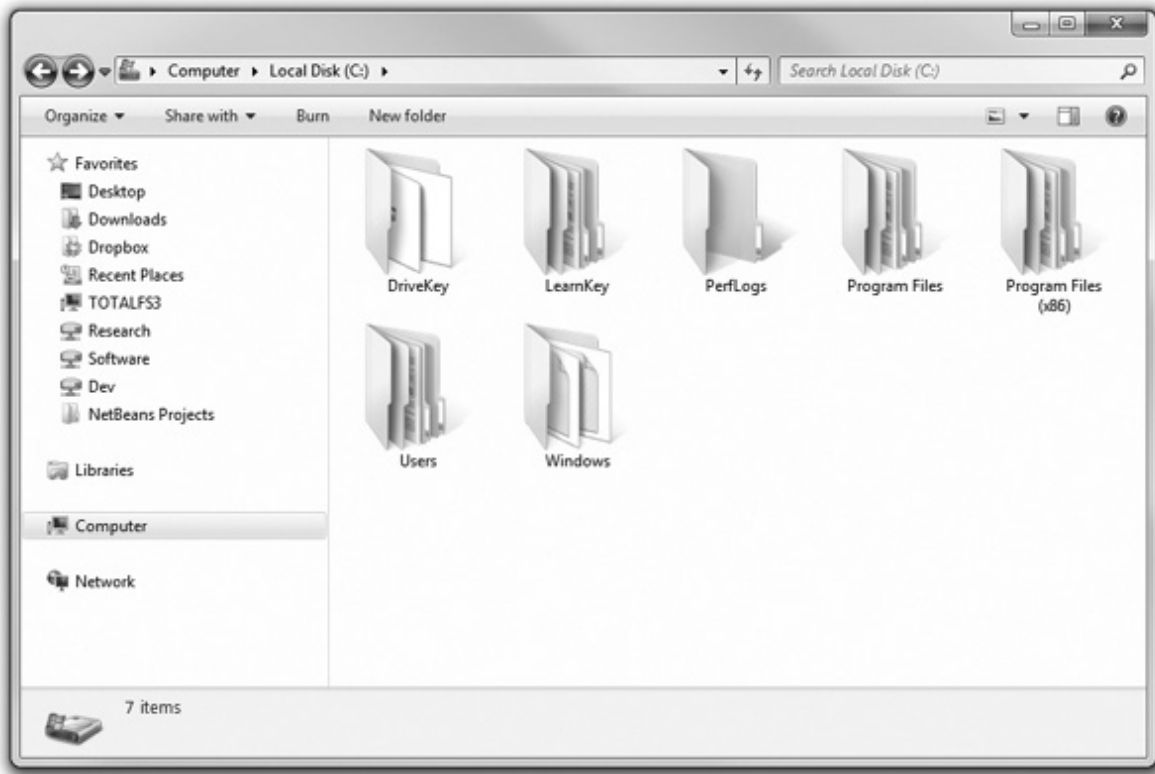 Computer Local Disk (C:)
Search Local Disk (C:)
Organize Share with Burn New folder
Favorites
Desktop
Downloads
Dropbox
Recent Places
TOTALFS3
Research
Software
Dev
NetBeans Projects
Libraries
Computer
Network
DriveKey
LearnKey
PerfLogs
Program Files
Program Files
(x86)
Users
Windows
7 items